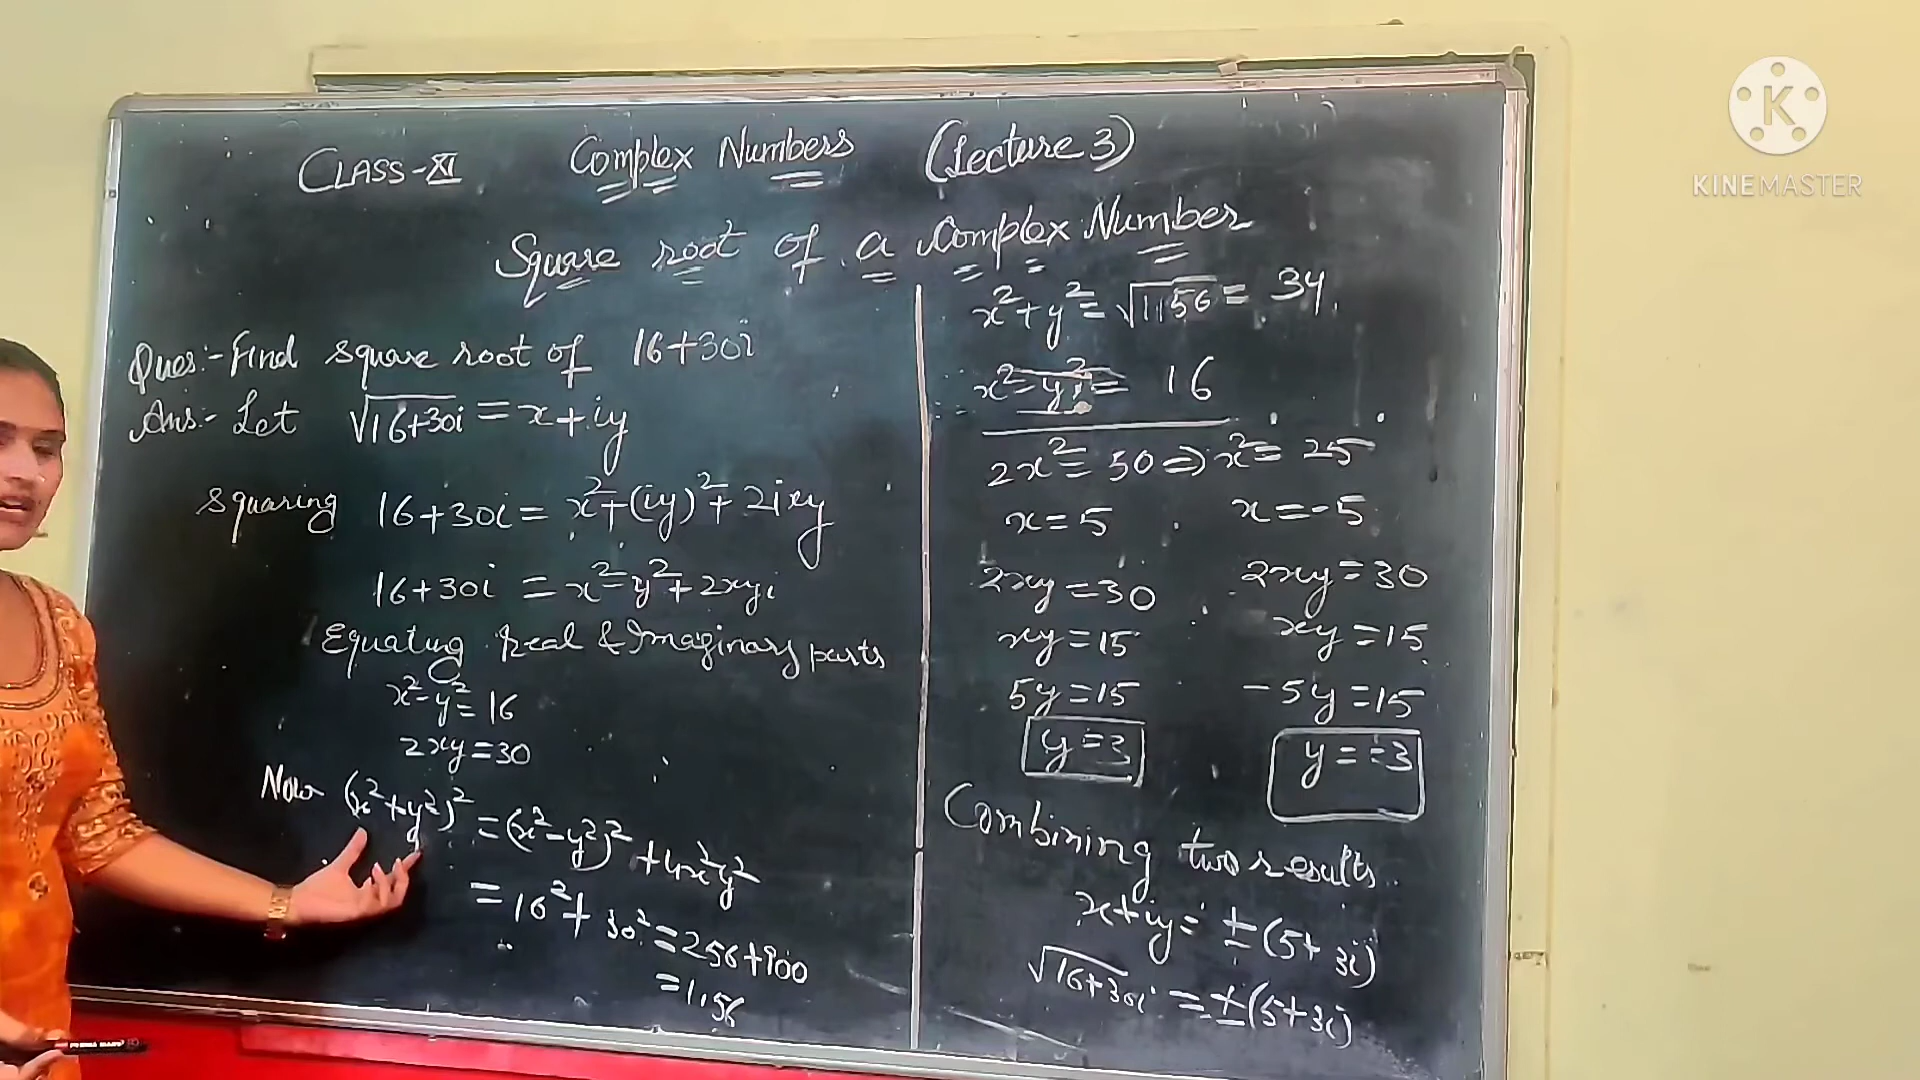 CLASS-XI Complex Numbers (Lecture 3)
Square root of a Complex Number
Ques:- Find square root of 16+30i
Ans:- Let √16+30i = x+iy
Squaring 16+30i = x²+(iy)²+2ixy
16+30i = x²-y²+2xyi
Equating Real & Imaginary parts
x²-y²=16
2xy=30
Now (x²+y²)² = (x²-y²)²+4x²y²
= 16²+30²=256+900
=1156
x²+y²=√1156 = 34
x²-y²= 16
2x²=50⇒x²=25
x=5 x=-5
2xy=30 2xy=30
xy=15 xy=15
5y=15 -5y=15
y=3 y=-3
Combining two results
x+iy= ±(5+3i)
√16+30i = ±(5+3i)
K
KINEMASTER